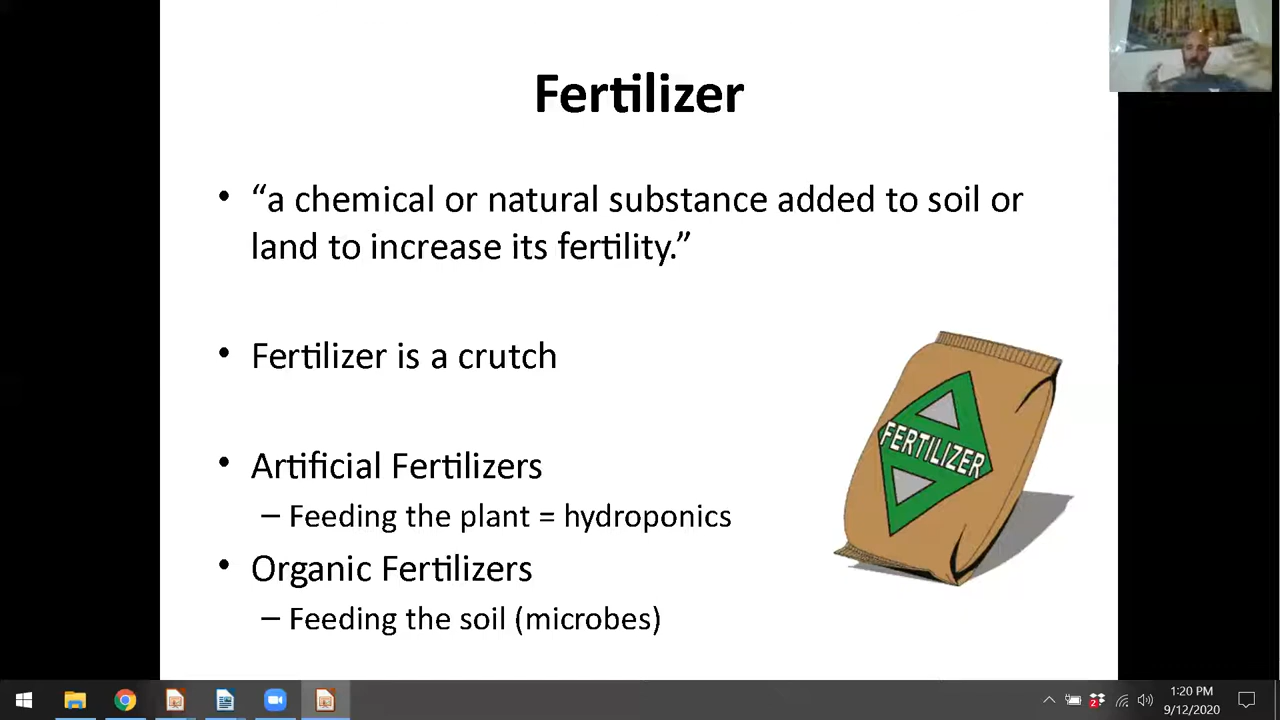 Fertilizer
• “a chemical or natural substance added to soil or
land to increase its fertility.”
• Fertilizer is a crutch
FERTILIZER
• Artificial Fertilizers
– Feeding the plant = hydroponics
• Organic Fertilizers
– Feeding the soil (microbes)
2
1:20 PM
9/12/2020